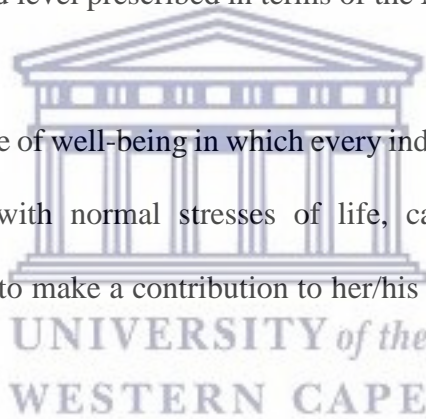 level prescribed in terms of the
e of well-being in which every ind
with normal stresses of life, ca
to make a contribution to her/his
UNIVERSITY of the
WESTERN CAPE